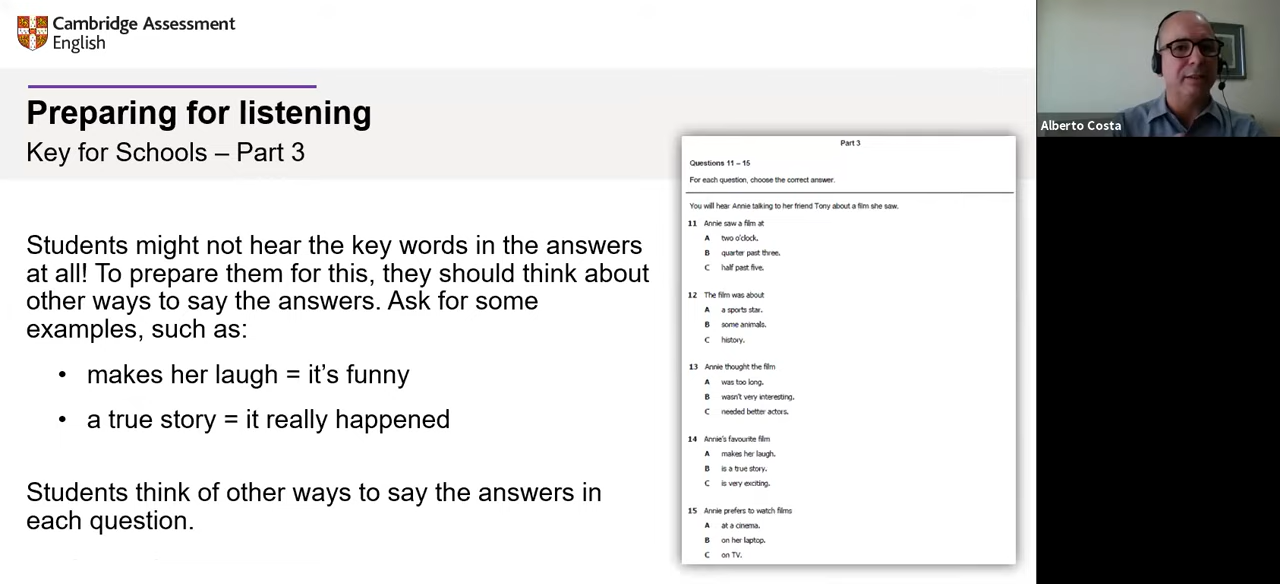 Cambridge Assessment
English
Preparing for listening
Key for Schools – Part 3
Students might not hear the key words in the answers
at all! To prepare them for this, they should think about
other ways to say the answers. Ask for some
examples, such as:
• makes her laugh = it's funny
• a true story = it really happened
Students think of other ways to say the answers in
each question.
Part 3
Questions 11 – 15
For each question, choose the correct answer.
You will hear Annie talking to her friend Tony about a film she saw.
11 Annie saw a film at
A two o'clock.
B quarter past three.
C half past five.
12 The film was about
A a sports star.
B some animals.
C history.
13 Annie thought the film
A was too long.
B wasn't very interesting.
C needed better actors.
14 Annie's favourite film
A makes her laugh.
B is a true story.
C is very exciting.
15 Annie prefers to watch films
A at a cinema.
B on her laptop.
C on TV.
Alberto Costa